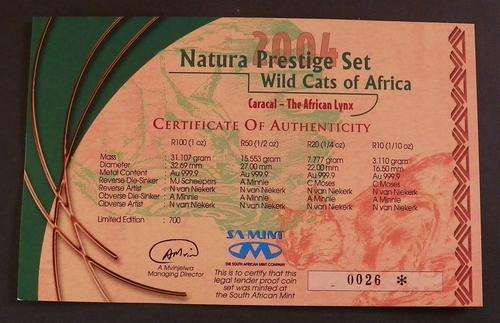 2004
Natura Prestige Set
Wild Cats of Africa
Caracal - The African Lynx
CERTIFICATE OF AUTHENTICITY
R100 (1 oz) R50 (1/2 oz) R20 (1/4 oz) R10 (1/10 oz)
Mass : 31.107 gram 15.553 gram 7.777 gram 3.110 gram
Diameter : 32.69 mm 27.00 mm 22.00 mm 16.50 mm
Metal Content : Au 999.9 Au 999.9 Au 999.9 Au 999.9
Reverse Die-Sinker : MJ Scheepers A Minnie C Moses C Moses
Reverse Artist : N van Niekerk N van Niekerk N van Niekerk N van Niekerk
Obverse Die-Sinker : A Minnie A Minnie A Minnie A Minnie
Obverse Artist : N van Niekerk N van Niekerk N van Niekerk N van Niekerk
Limited Edition : 700
A Mvinjelwa
Managing Director
SA MINT
THE SOUTH AFRICAN MINT COMPANY
This is to certify that this
legal tender proof coin
set was minted at
the South African Mint
0026 *